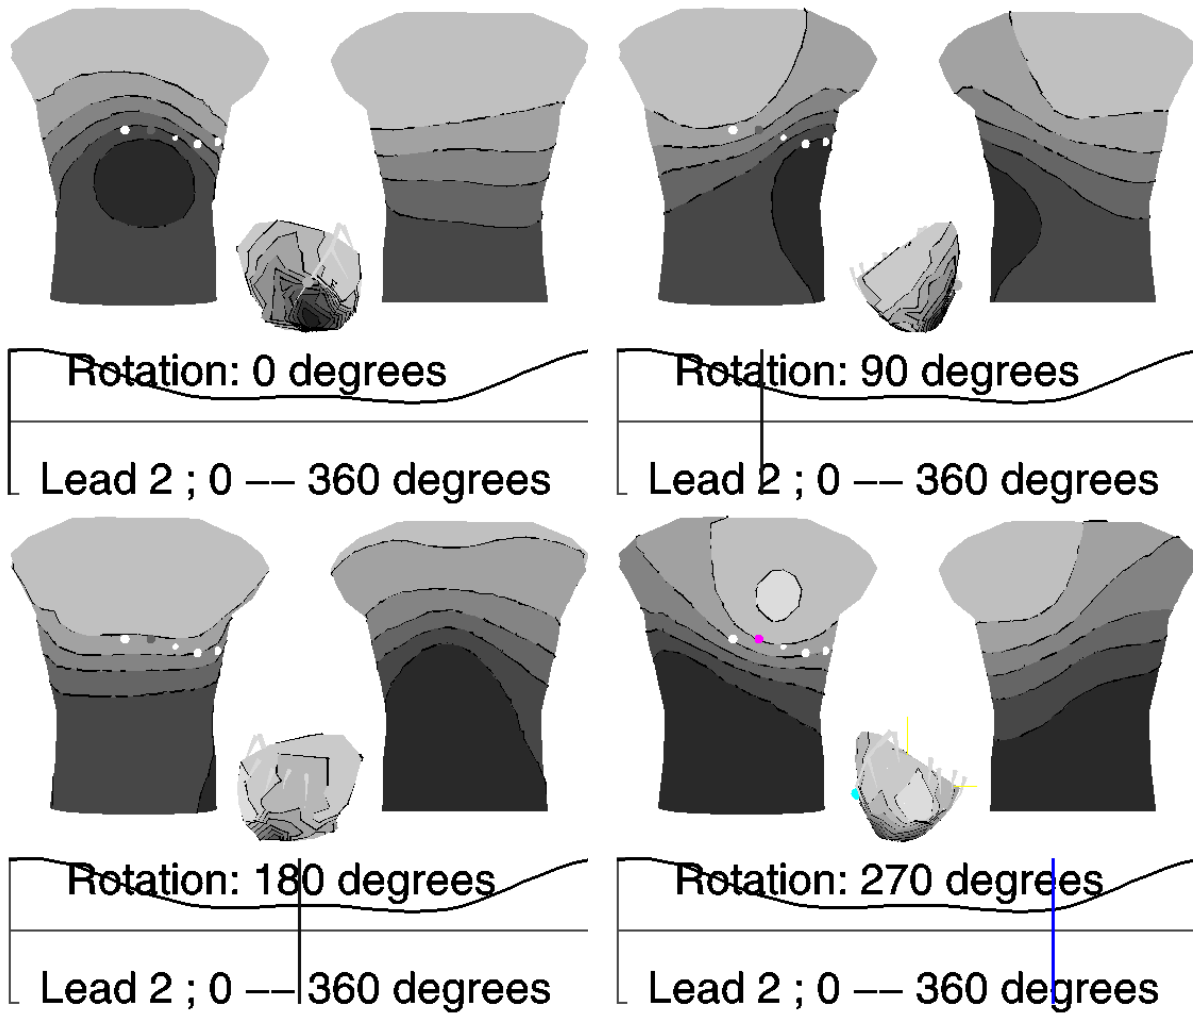 Rotation: 0 degrees
Lead 2 ; 0 –– 360 degrees
Rotation: 90 degrees
Lead 2 ; 0 –– 360 degrees
Rotation: 180 degrees
Lead 2 ; 0 –– 360 degrees
Rotation: 270 degrees
Lead 2 ; 0 –– 360 degrees